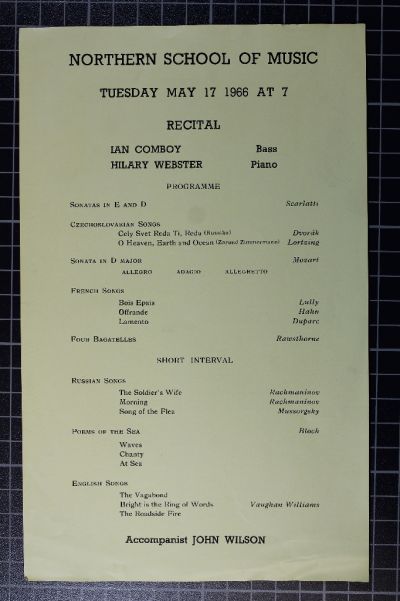 NORTHERN SCHOOL OF MUSIC
TUESDAY MAY 17 1966 AT 7
RECITAL
IAN COMBOY Bass
HILARY WEBSTER Piano
PROGRAMME
SONATAS IN E AND D Scarlatti
CZECHOSLOVAKIAN SONGS
Cely Svet Reda Ti, Reda (Russalka) Dvorák
O Heaven, Earth and Ocean (Zar und Zimmermann) Lortzing
SONATA IN D MAJOR Mozart
ALLEGRO ADAGIO ALLEGRETTO
FRENCH SONGS
Bois Epais Lully
Offrande Hahn
Lamento Duparc
FOUR BAGATELLES Rawsthorne
SHORT INTERVAL
RUSSIAN SONGS
The Soldier's Wife Rachmaninov
Morning Rachmaninov
Song of the Flea Mussorgsky
POEMS OF THE SEA Bloch
Waves
Chanty
At Sea
ENGLISH SONGS
The Vagabond
Bright is the Ring of Words Vaughan Williams
The Roadside Fire
Accompanist JOHN WILSON